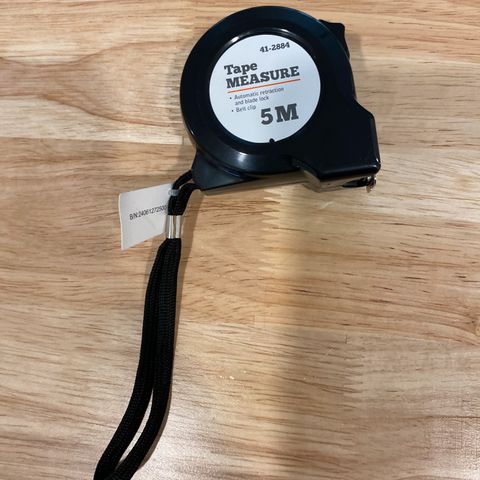 41-2884
Tape
MEASURE
• Automatic retraction
and blade lock
• Belt clip
5M